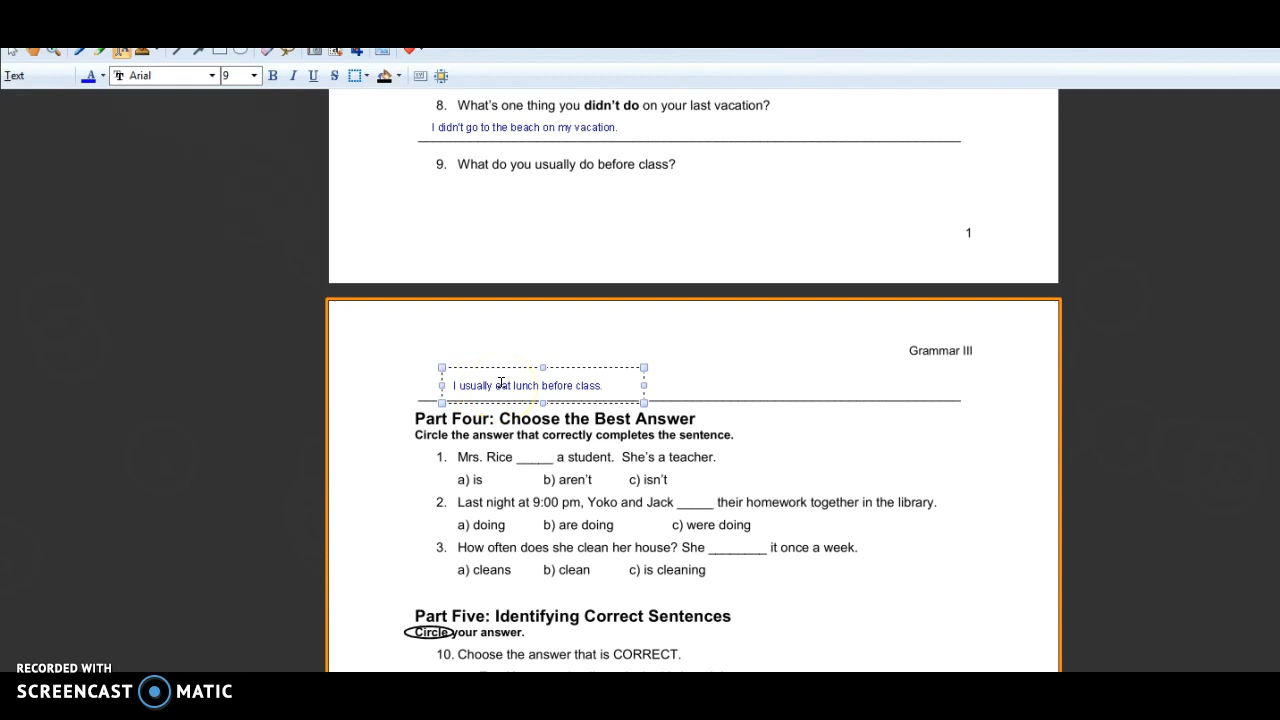 Text Arial 9 B I U S
8. What's one thing you didn't do on your last vacation?
I didn't go to the beach on my vacation.
9. What do you usually do before class?
1
Grammar III
I usually eat lunch before class.
Part Four: Choose the Best Answer
Circle the answer that correctly completes the sentence.
1. Mrs. Rice _____ a student. She's a teacher.
a) is b) aren't c) isn't
2. Last night at 9:00 pm, Yoko and Jack _____ their homework together in the library.
a) doing b) are doing c) were doing
3. How often does she clean her house? She ________ it once a week.
a) cleans b) clean c) is cleaning
Part Five: Identifying Correct Sentences
Circle your answer.
10. Choose the answer that is CORRECT.
RECORDED WITH
SCREENCAST MATIC